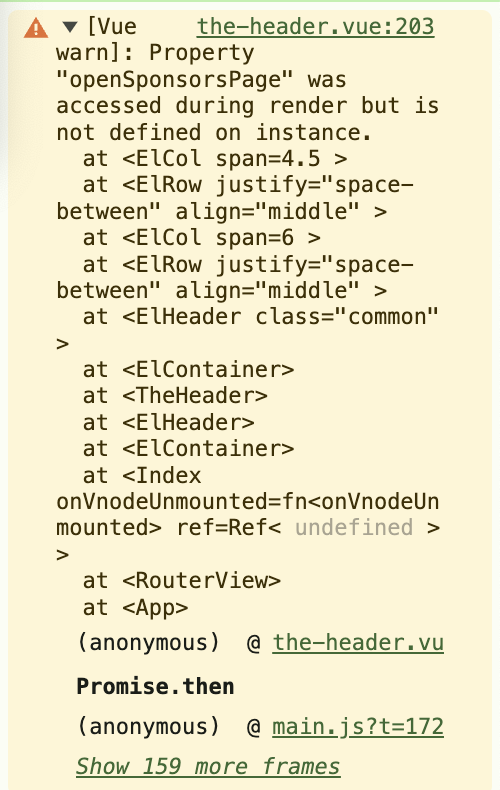 ▼[Vue the-header.vue:203
warn]: Property
"openSponsorsPage" was
accessed during render but is
not defined on instance.
at <ElCol span=4.5 >
at <ElRow justify="space-
between" align="middle" >
at <ElCol span=6 >
at <ElRow justify="space-
between" align="middle" >
at <ElHeader class="common"
>
at <ElContainer>
at <TheHeader>
at <ElHeader>
at <ElContainer>
at <Index
onVnodeUnmounted=fn<onVnodeUn
mounted> ref=Ref< undefined >
>
at <RouterView>
at <App>
(anonymous) @ the-header.vu
Promise.then
(anonymous) @ main.js?t=172
Show 159 more frames